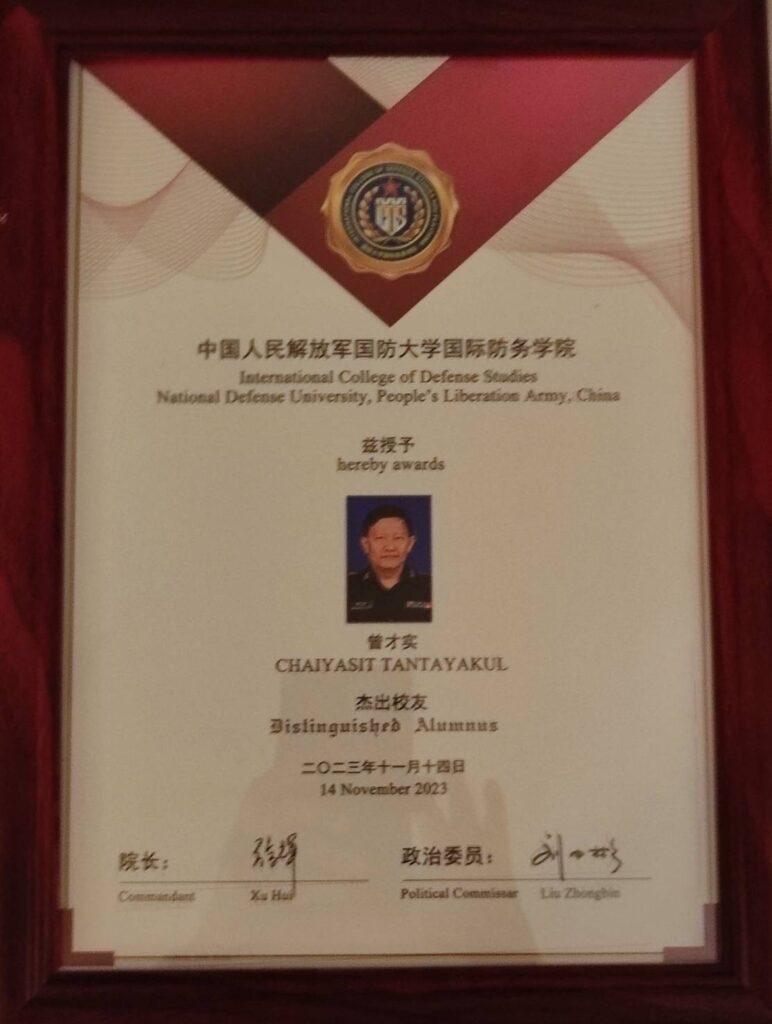 中国人民解放军国防大学国际防务学院
International College of Defense Studies
National Defense University, People's Liberation Army, China
兹授予
hereby awards
曾才实
CHAIYASIT TANTAYAKUL
杰出校友
Distinguished Alumnus
二〇二三年十一月十四日
14 November 2023
院长：
Commandant Xu Hui
政治委员：
Political Commissar Liu Zhongbin